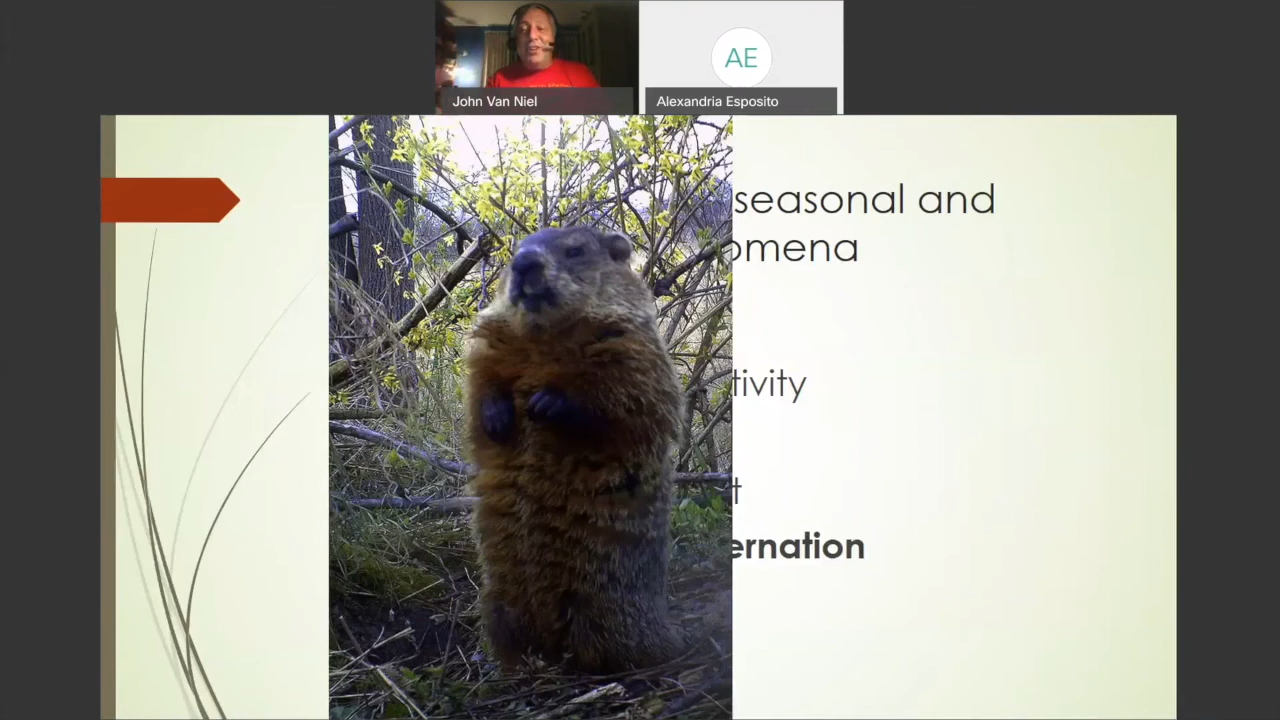 AE
John Van Niel
Alexandria Esposito
seasonal and
omena
tivity
t
ernation